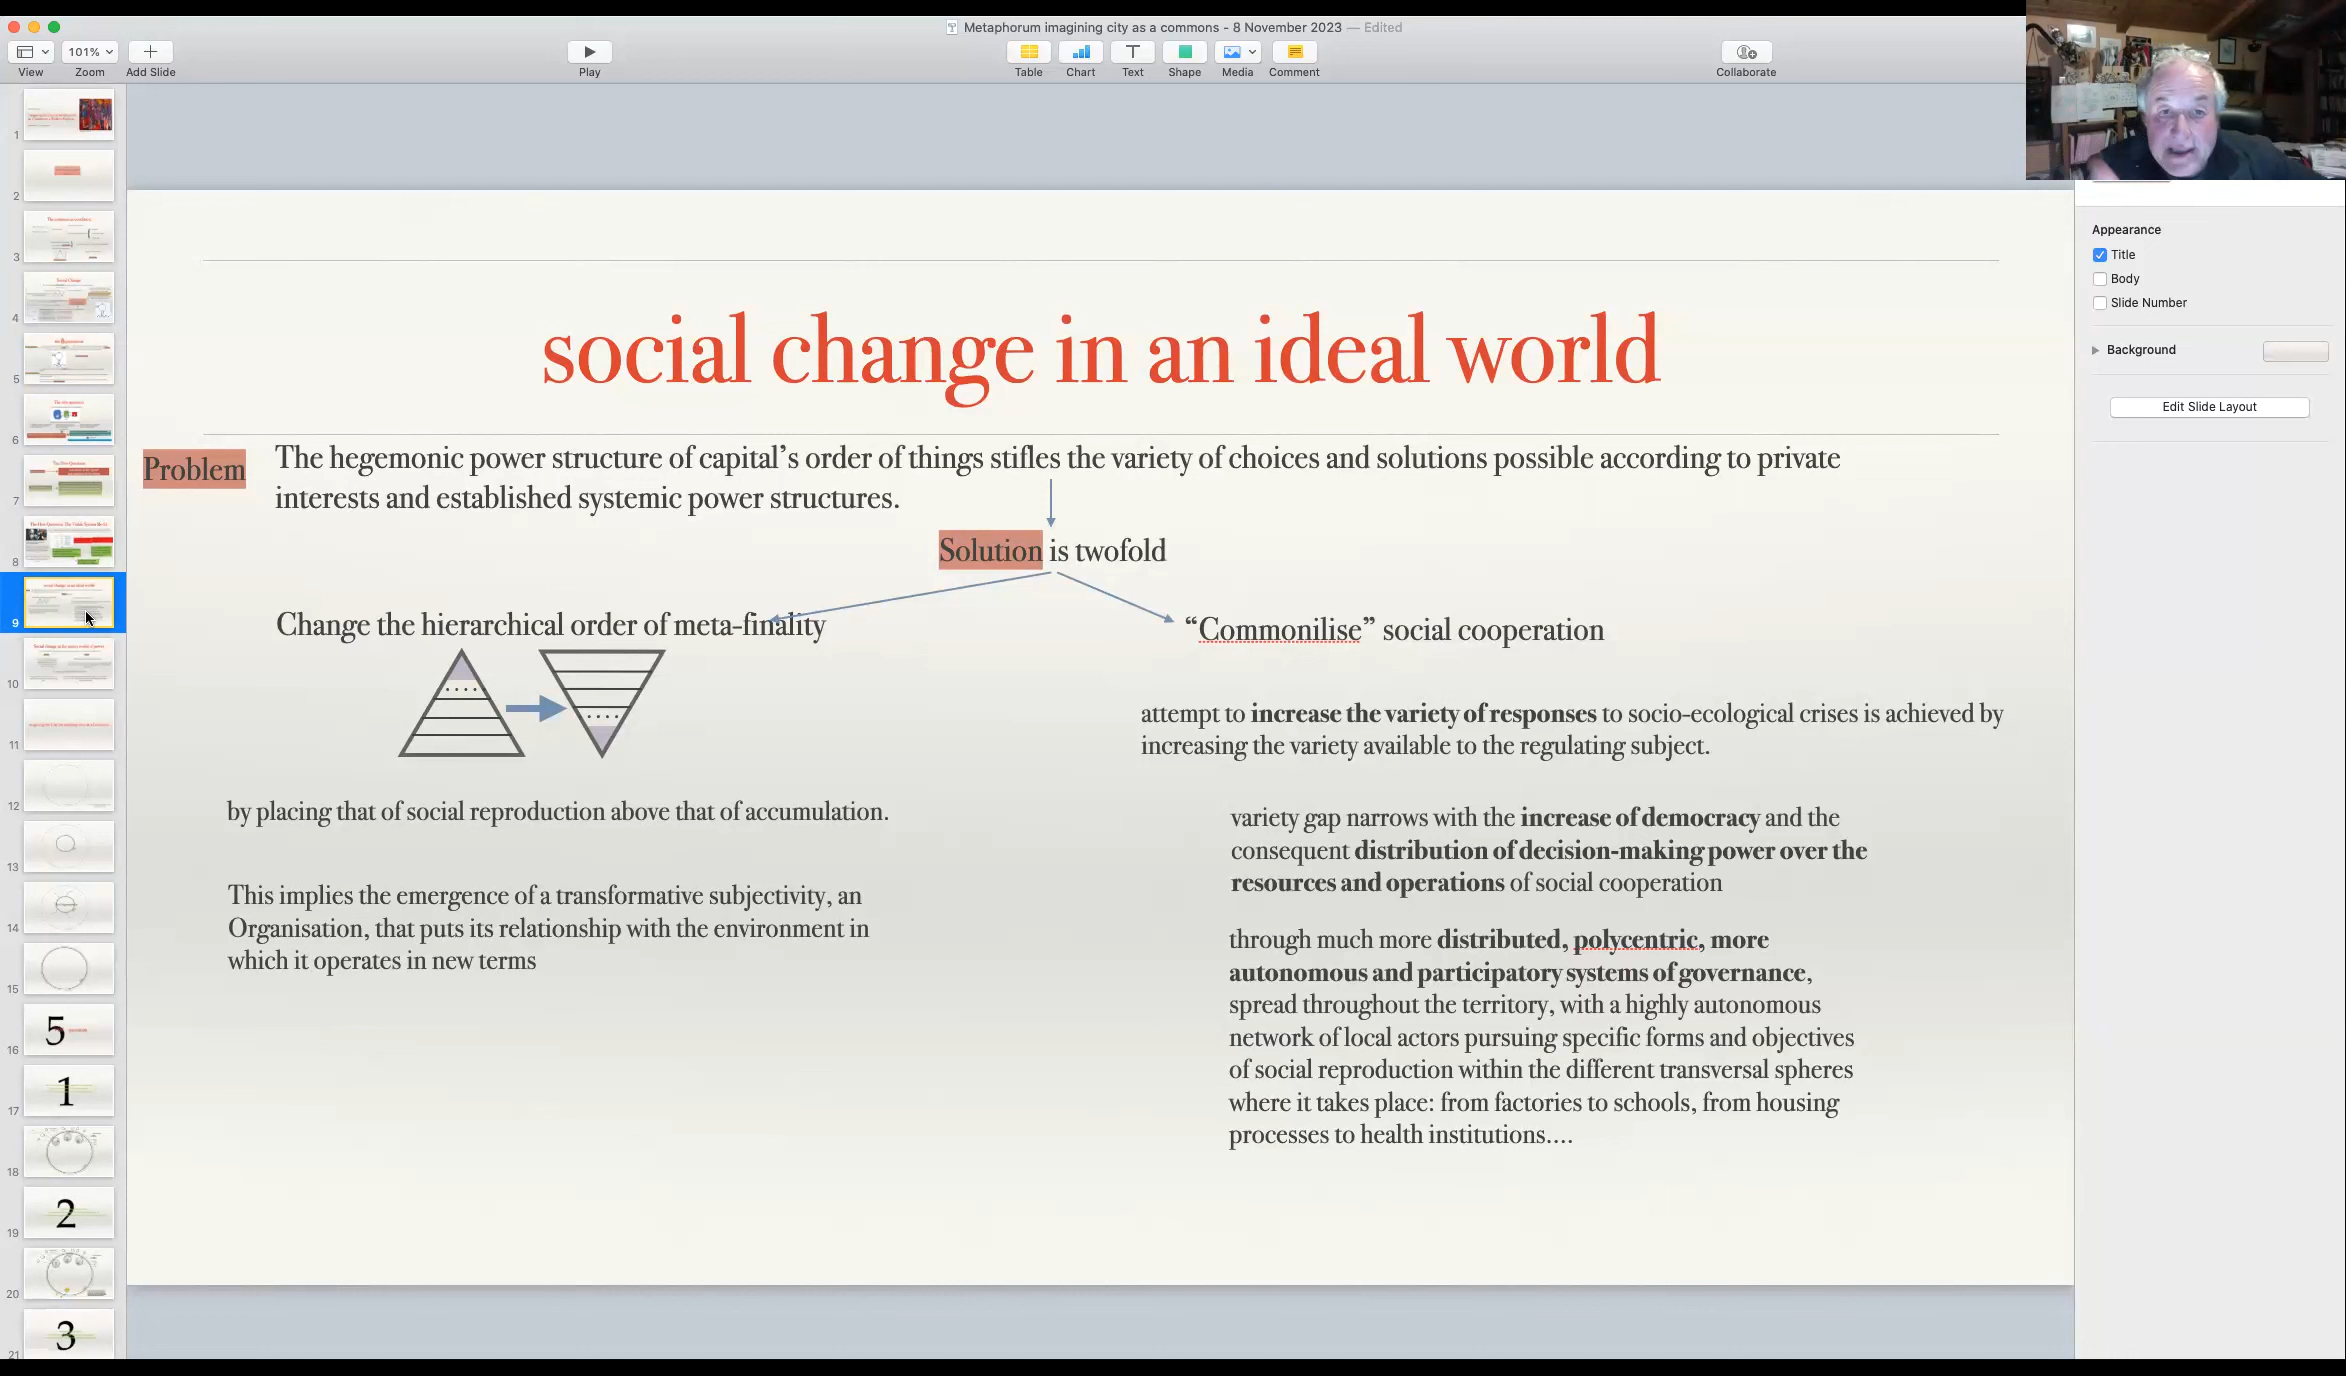 Metaphorum imagining city as a commons - 8 November 2023 — Edited
101%
View
Zoom
Add Slide
Play
Table
Chart
Text
Shape
Media
Comment
Collaborate
1
2
3
4
Social Change
5
6
7
8
9
10
11
12
13
14
15
16
5
17
1
18
19
2
20
21
3
social change in an ideal world
Problem
The hegemonic power structure of capital’s order of things stifles the variety of choices and solutions possible according to private
interests and established systemic power structures.
Solution is twofold
Change the hierarchical order of meta-finality
by placing that of social reproduction above that of accumulation.
This implies the emergence of a transformative subjectivity, an
Organisation, that puts its relationship with the environment in
which it operates in new terms
“Commonilise” social cooperation
attempt to increase the variety of responses to socio-ecological crises is achieved by
increasing the variety available to the regulating subject.
variety gap narrows with the increase of democracy and the
consequent distribution of decision-making power over the
resources and operations of social cooperation
through much more distributed, polycentric, more
autonomous and participatory systems of governance,
spread throughout the territory, with a highly autonomous
network of local actors pursuing specific forms and objectives
of social reproduction within the different transversal spheres
where it takes place: from factories to schools, from housing
processes to health institutions….
Appearance
Title
Body
Slide Number
Background
Edit Slide Layout